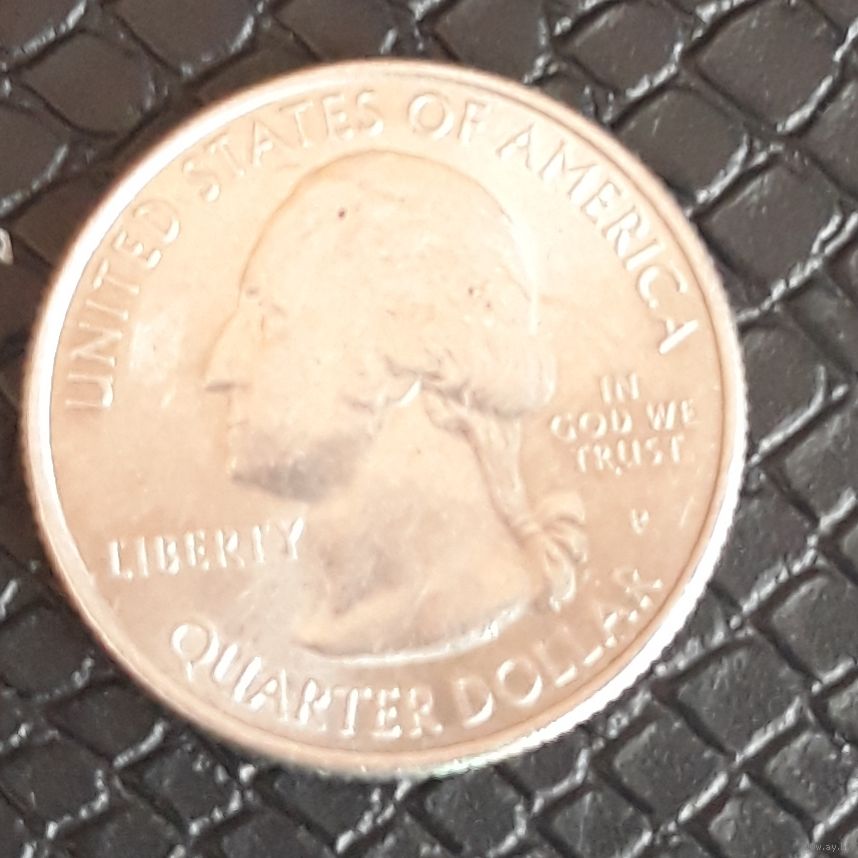 UNITED STATES OF AMERICA
IN
GOD WE
TRUST
LIBERTY
QUARTER DOLLAR